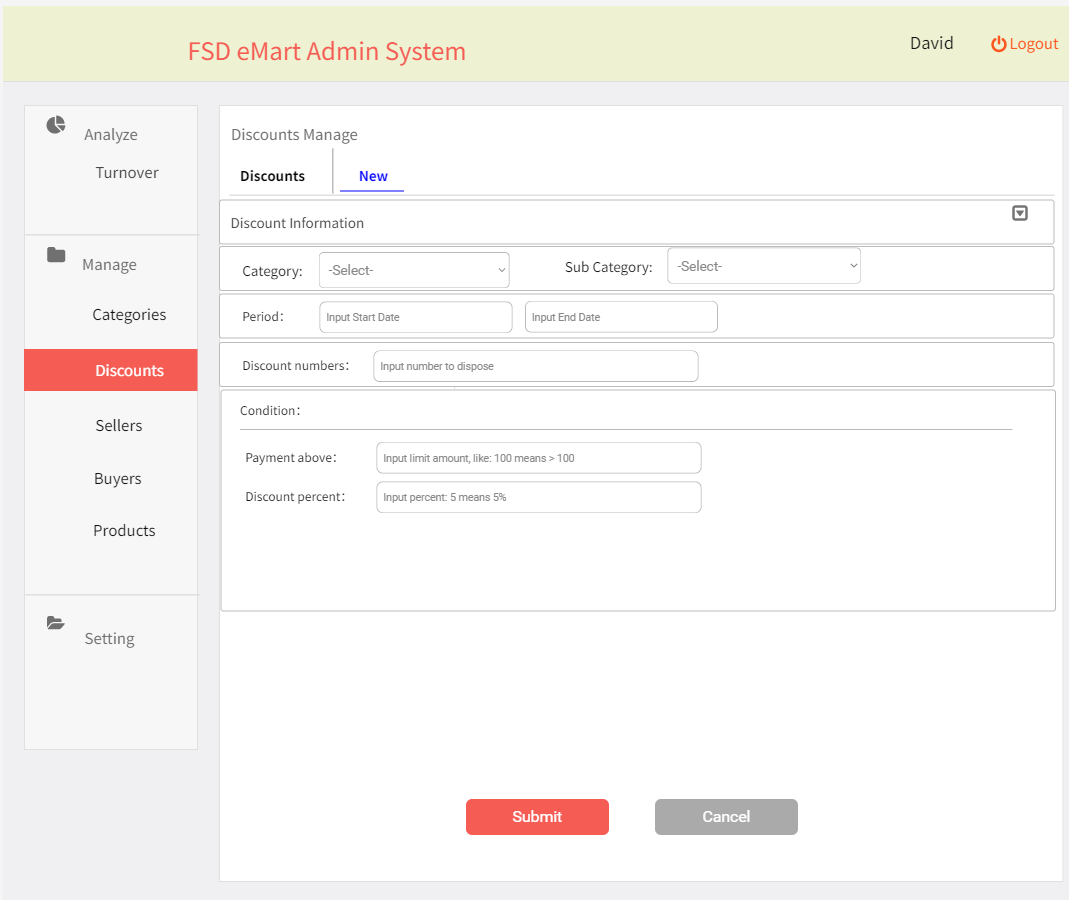 FSD eMart Admin System
David
Logout
Analyze
Turnover
Manage
Categories
Discounts
Sellers
Buyers
Products
Setting
Discounts Manage
Discounts New
Discount Information
Category: -Select- Sub Category: -Select-
Period: Input Start Date Input End Date
Discount numbers: Input number to dispose
Condition:
Payment above: Input limit amount, like: 100 means > 100
Discount percent: Input percent: 5 means 5%
Submit Cancel